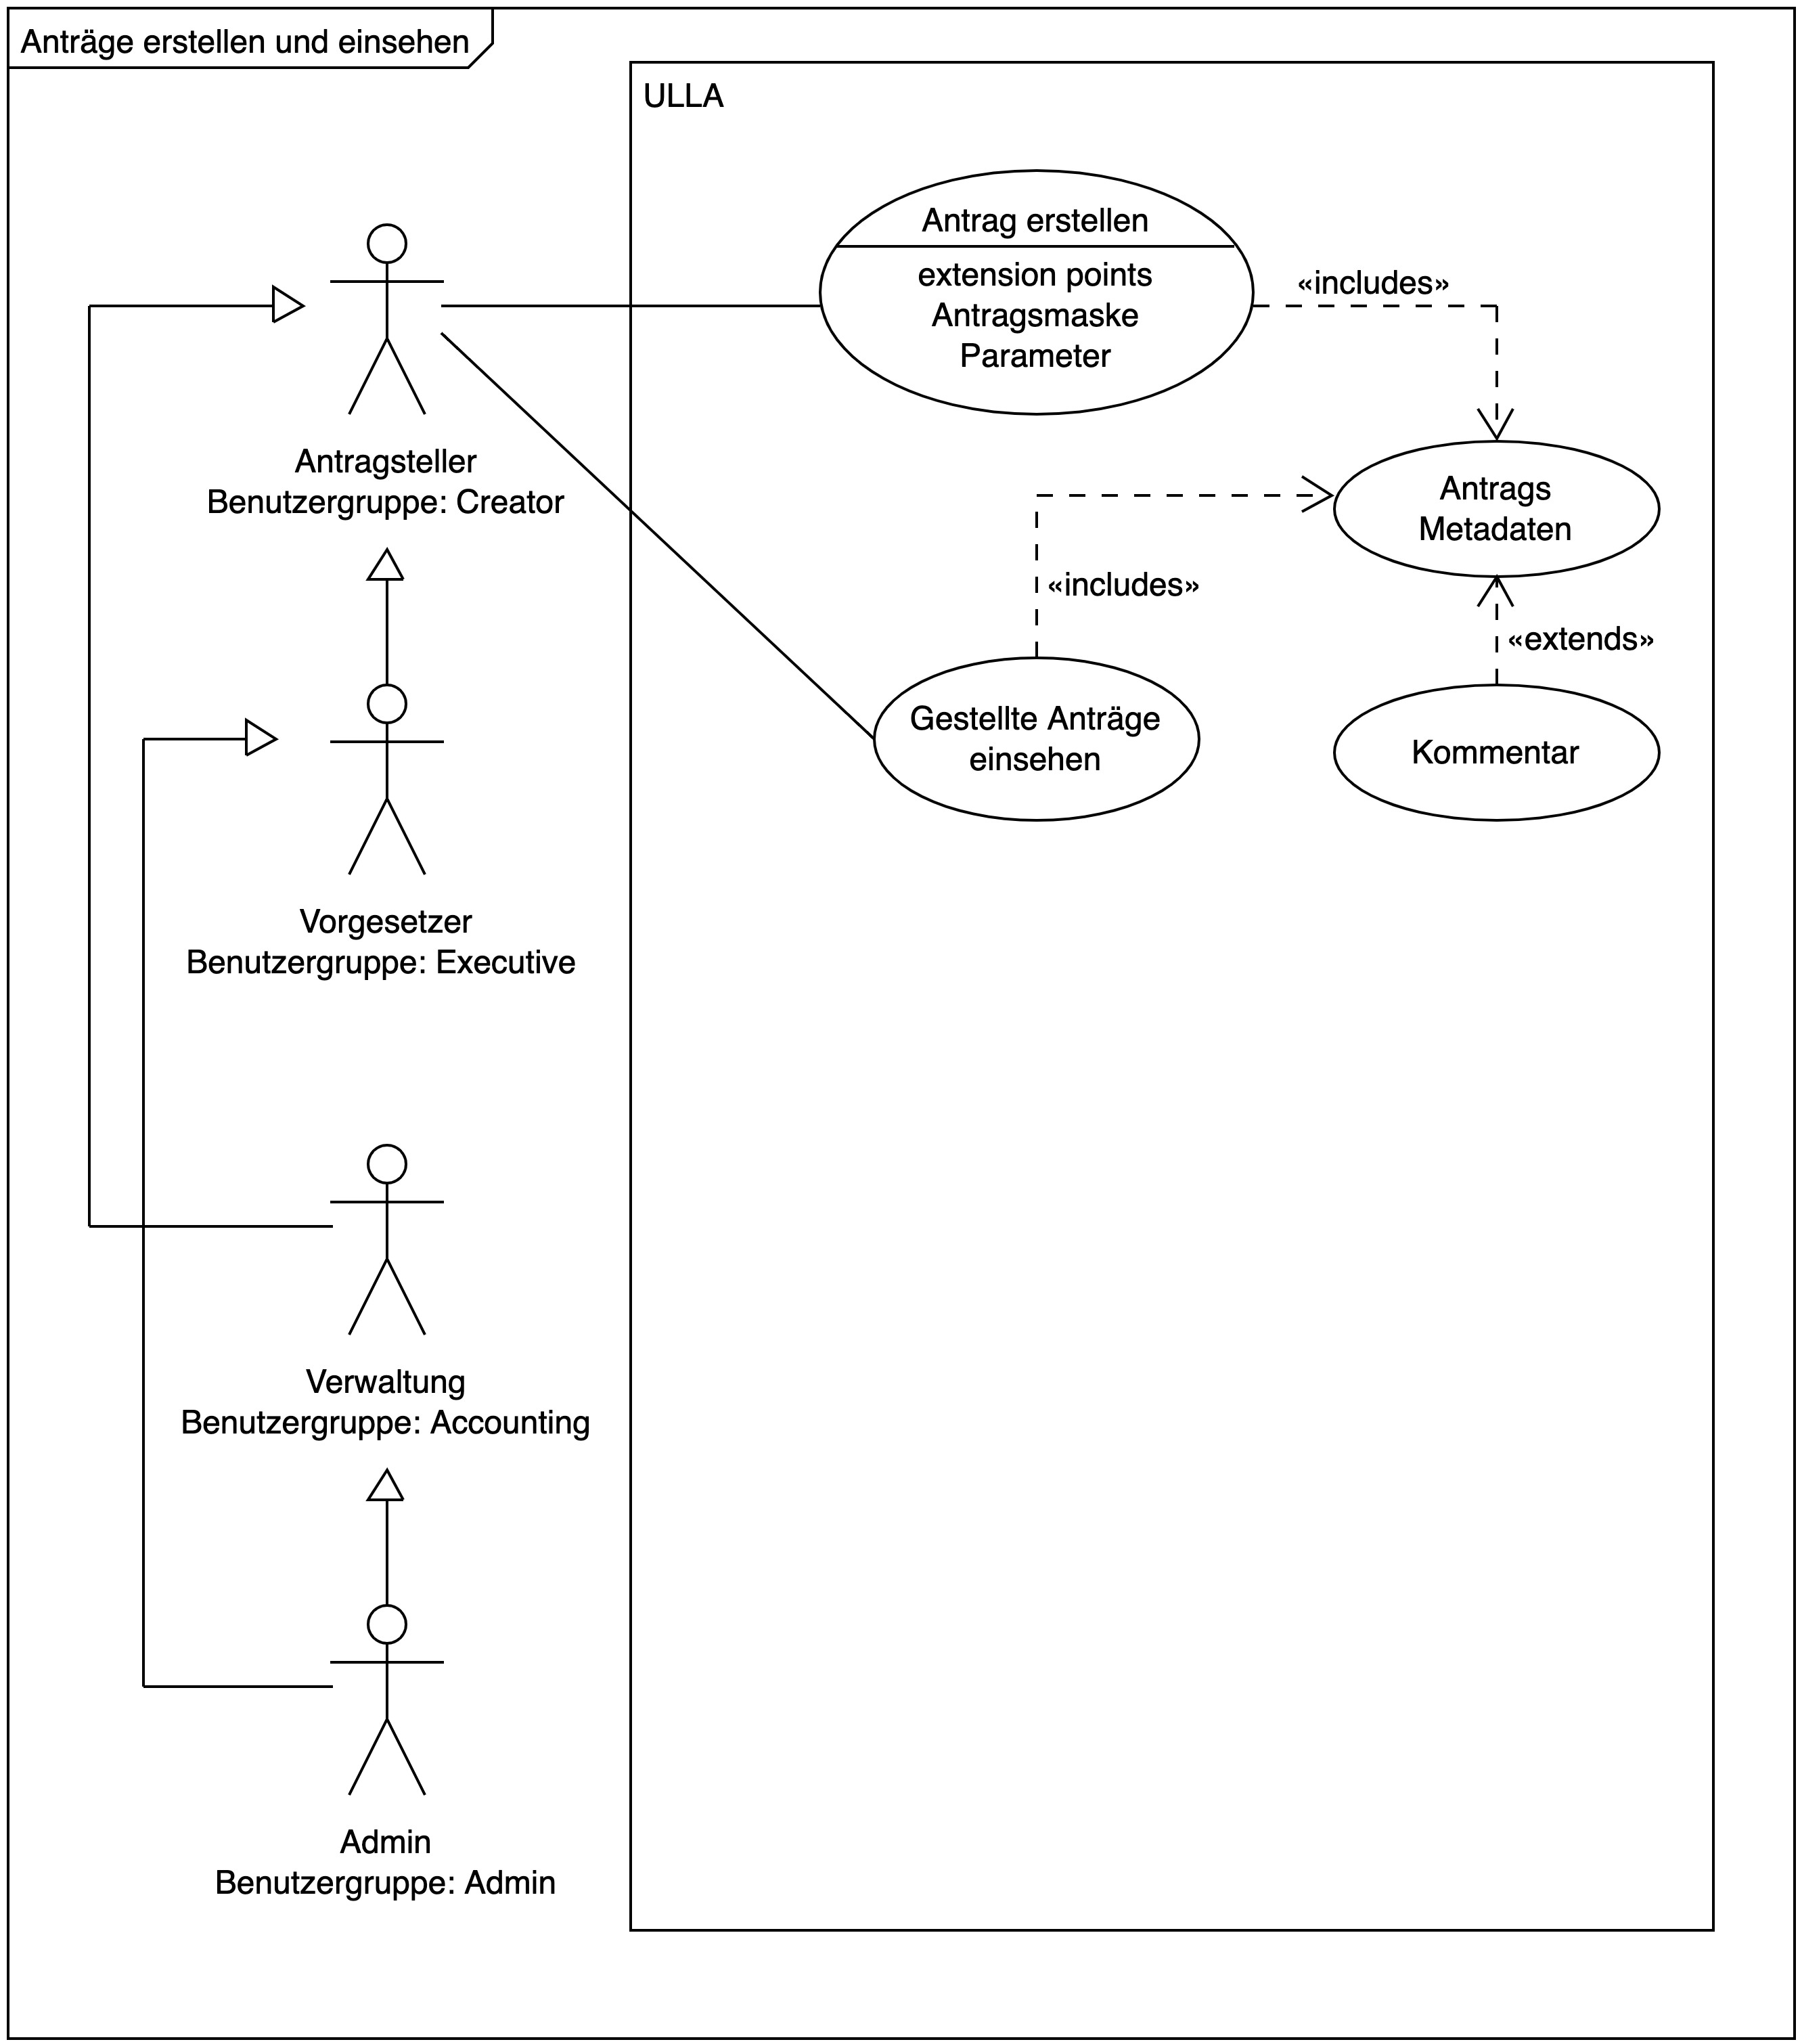 Anträge erstellen und einsehen
ULLA
Antrag erstellen
extension points
Antragsmaske
Parameter
«includes»
Antragsteller
Benutzergruppe: Creator
Antrags
Metadaten
«includes»
«extends»
Gestellte Anträge
einsehen
Kommentar
Vorgesetzer
Benutzergruppe: Executive
Verwaltung
Benutzergruppe: Accounting
Admin
Benutzergruppe: Admin